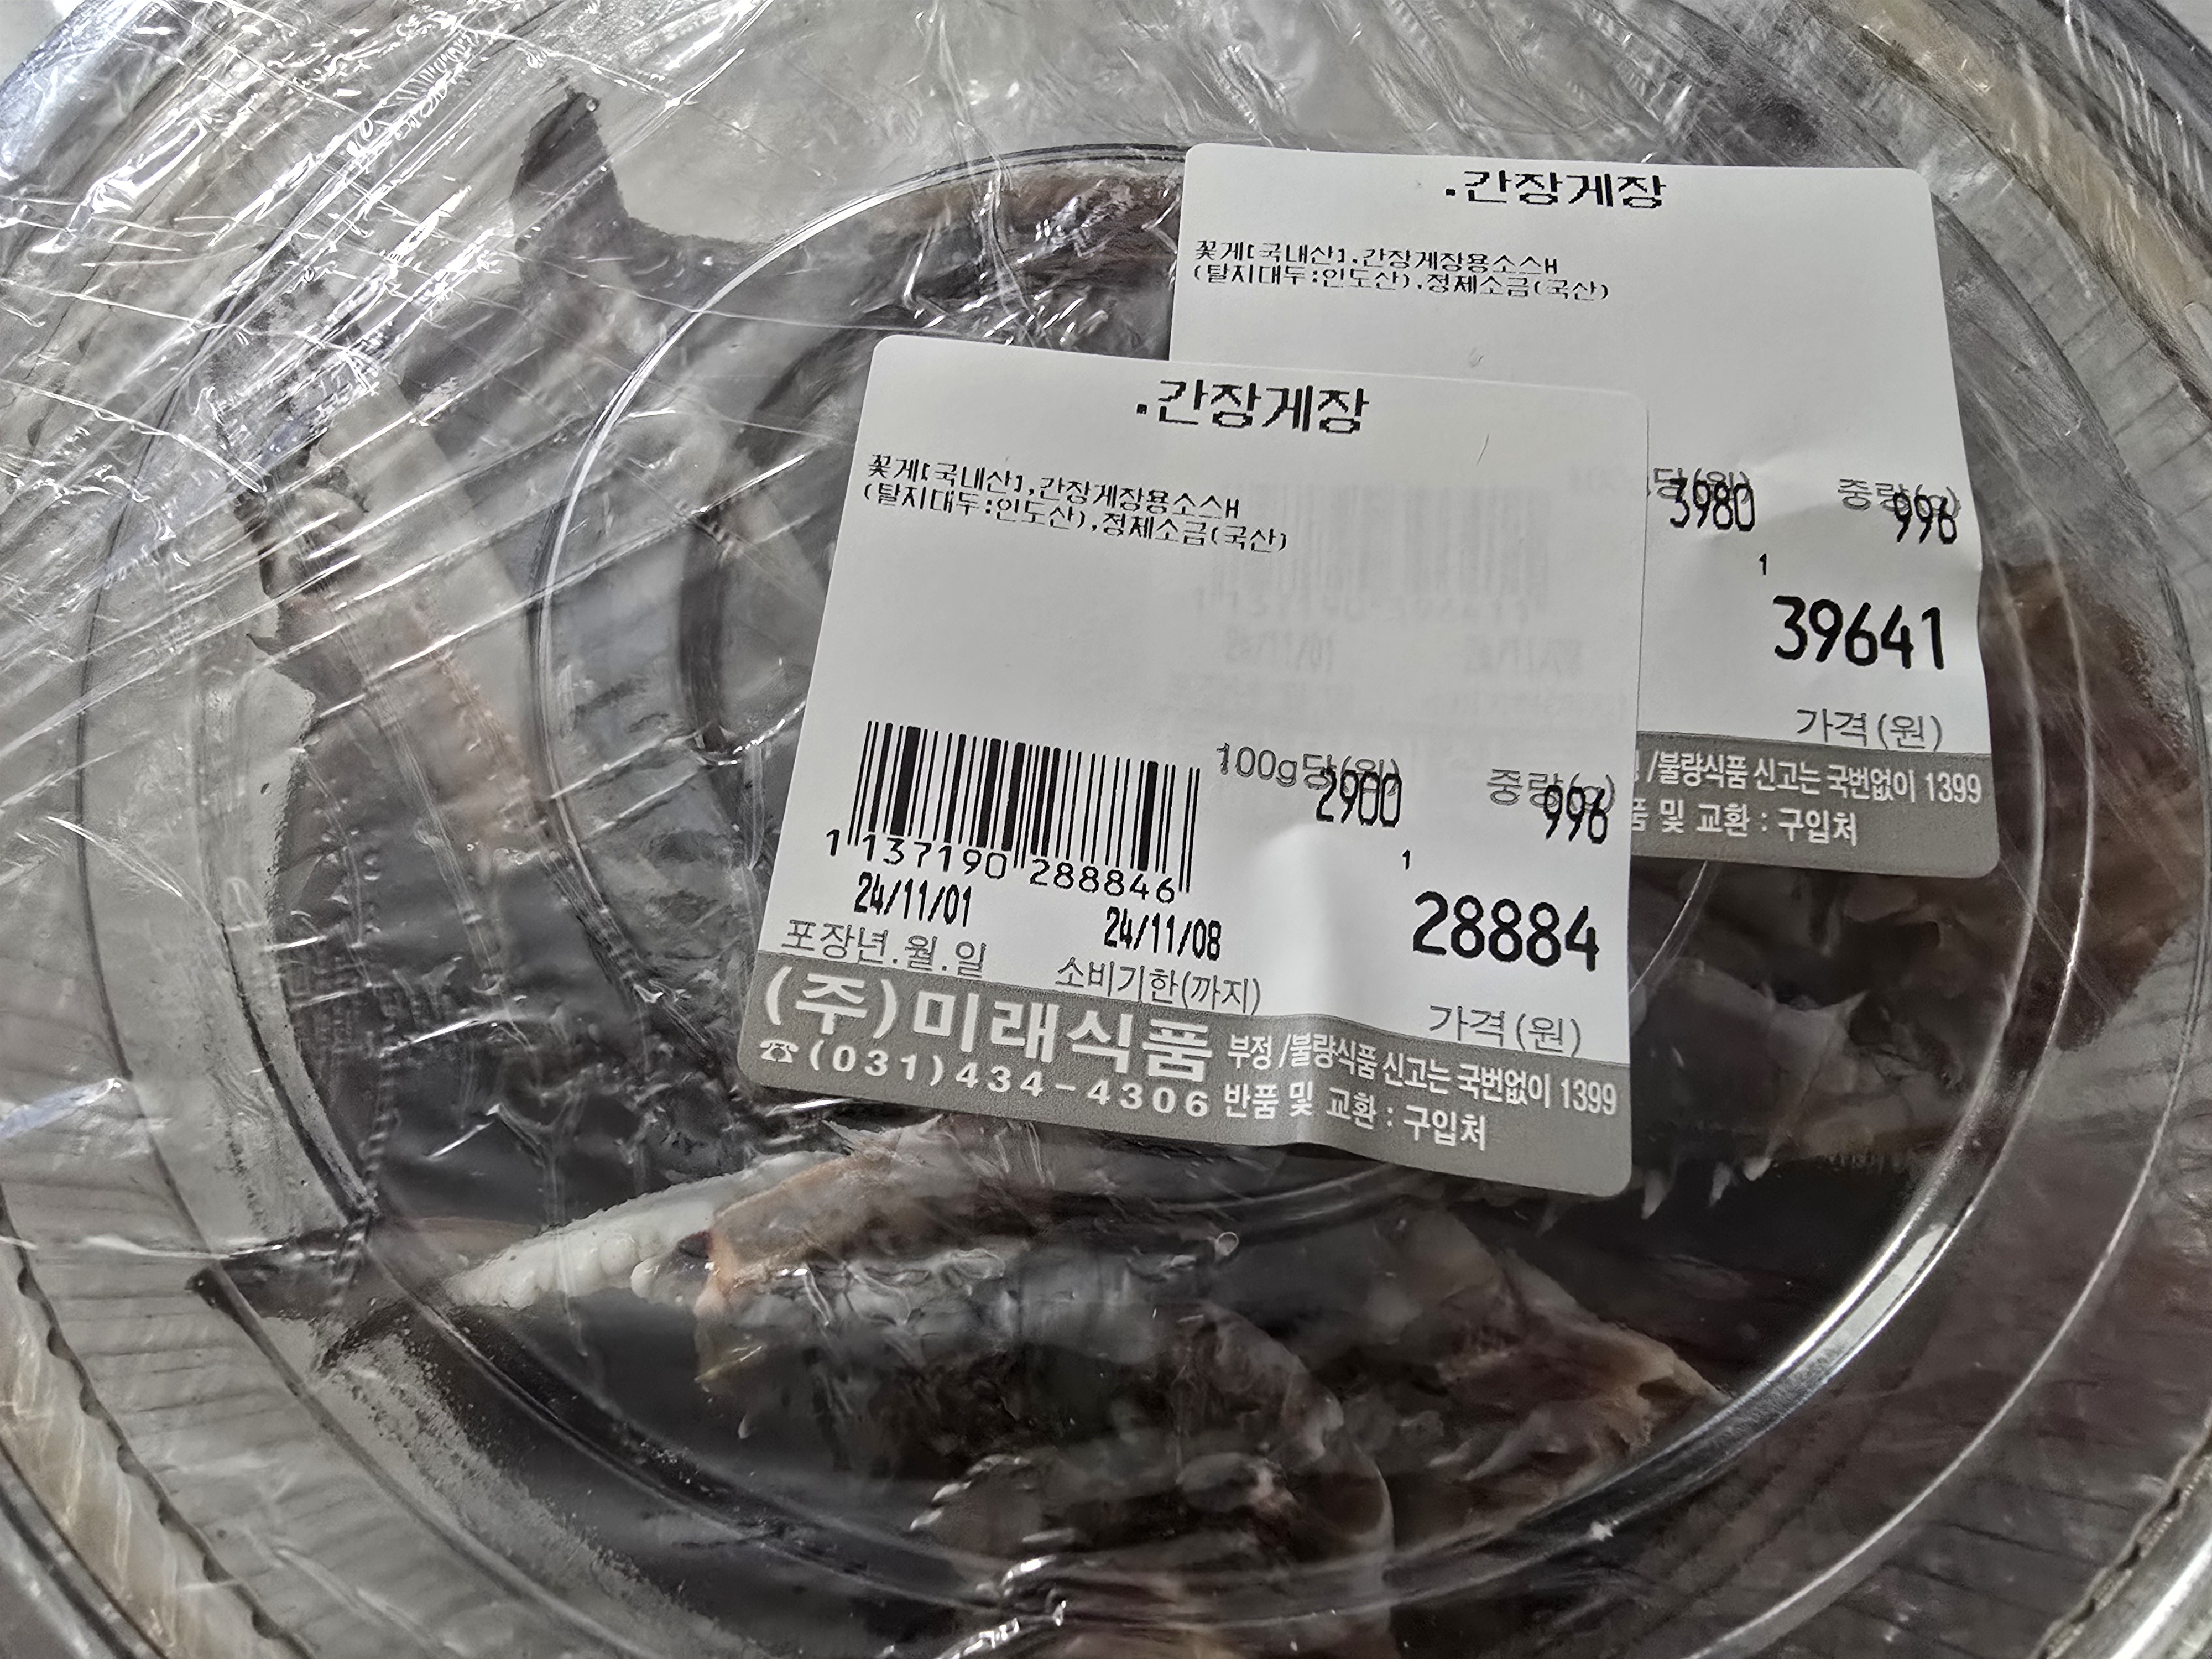 .간장게장
꽃게[국내산],간장게장용소스H
(탈지대두:인도산),정제소금(국산)
당(원) 중량(g)
3980 996
1
39641
가격(원)
/불량식품 신고는 국번없이 1399
품 및 교환 : 구입처
.간장게장
꽃게[국내산],간장게장용소스H
(탈지대두:인도산),정제소금(국산)
100g당(원) 중량(g)
2900 996
1
1 137190 288846
24/11/01 24/11/08 28884
포장년.월.일 소비기한(까지) 가격(원)
(주)미래식품 부정/불량식품 신고는 국번없이 1399
☎(031)434-4306 반품 및 교환 : 구입처